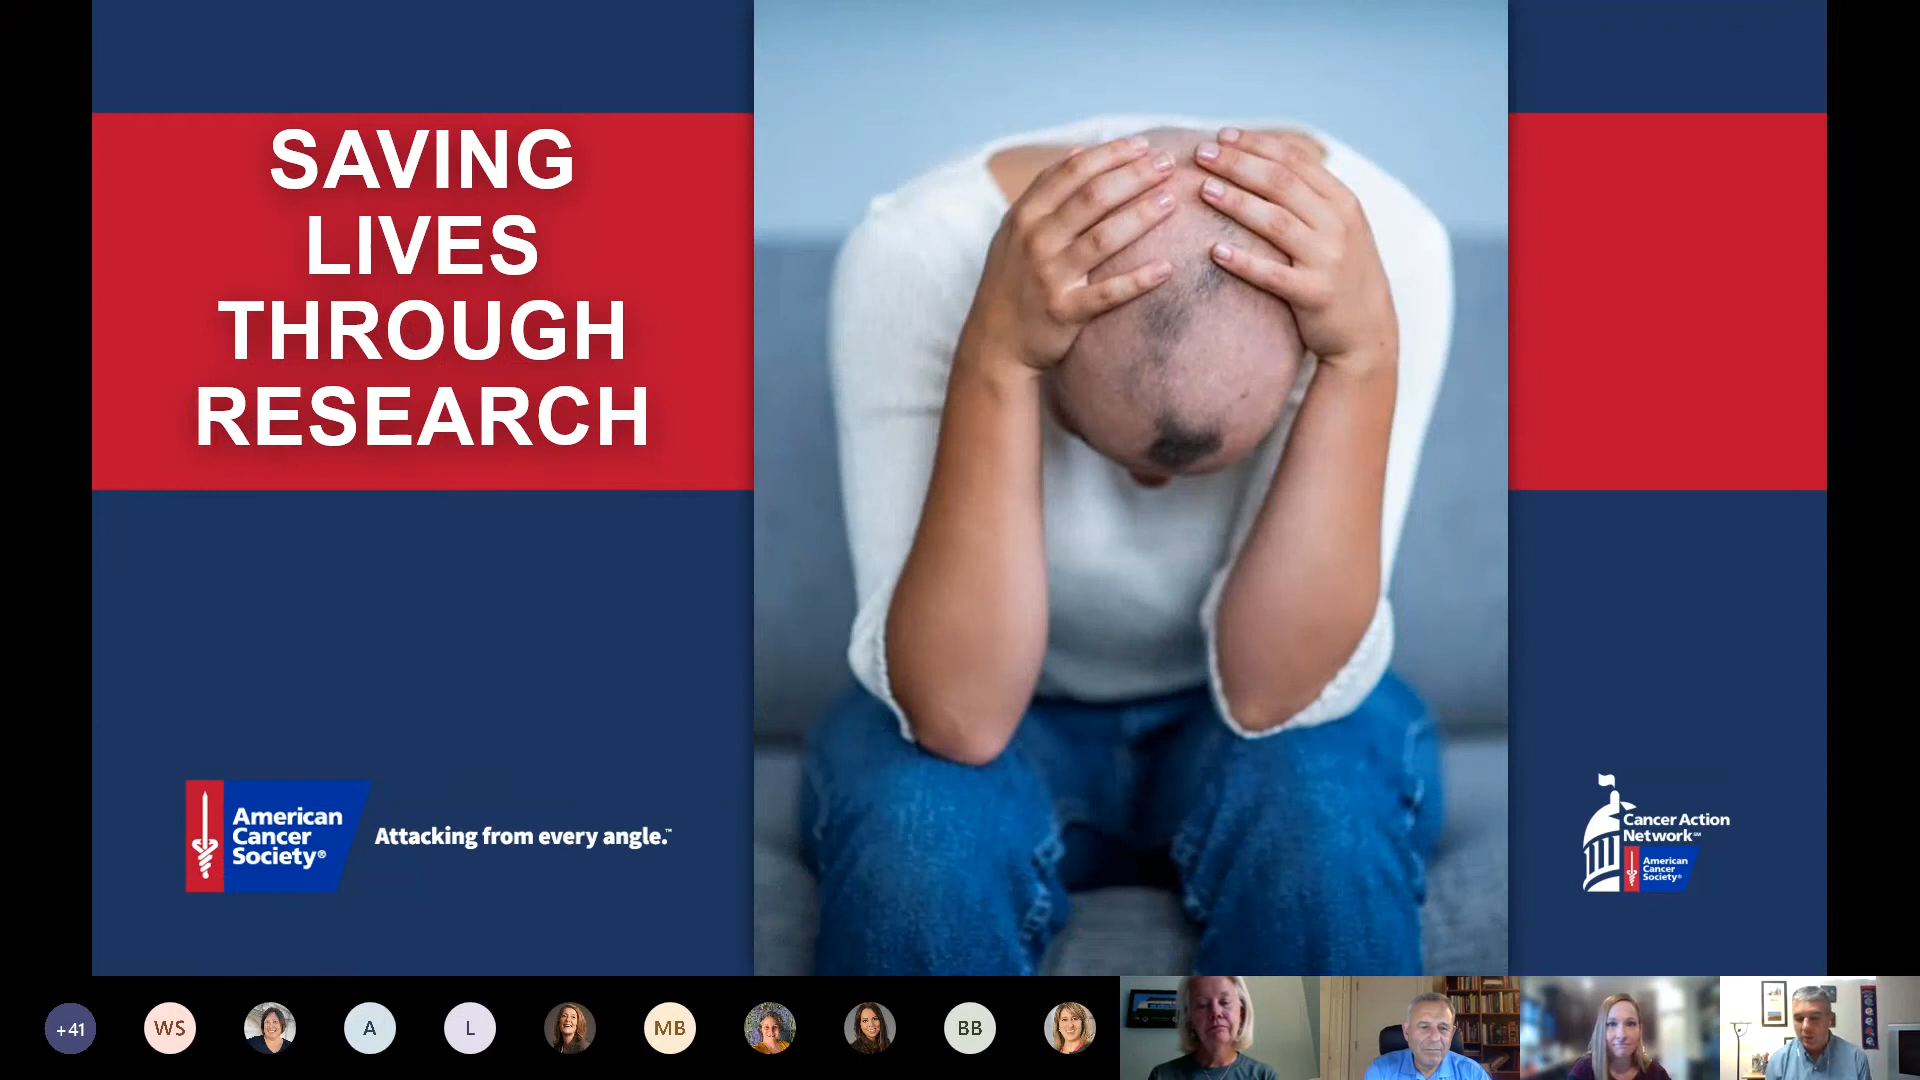 SAVING
LIVES
THROUGH
RESEARCH
American
Cancer
Society®
Attacking from every angle.™
Cancer Action
Network℠
American
Cancer
Society®
+41
WS
A
L
MB
BB